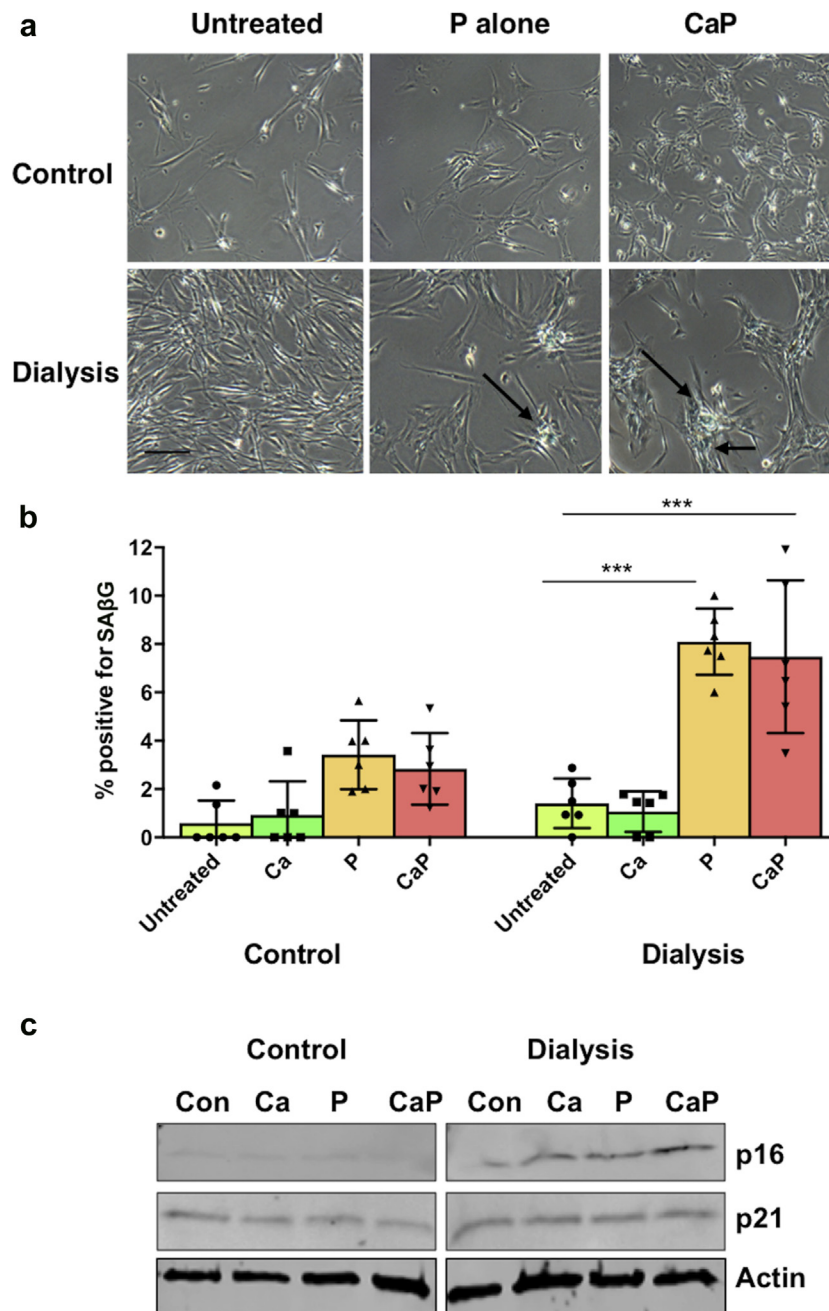 a
Untreated P alone CaP
Control
Dialysis
b
*** 
***
12
10
8
6
4
2
0
% positive for SAβG
Untreated Ca P CaP Untreated Ca P CaP
Control Dialysis
c
Control Dialysis
Con Ca P CaP Con Ca P CaP
p16
p21
Actin